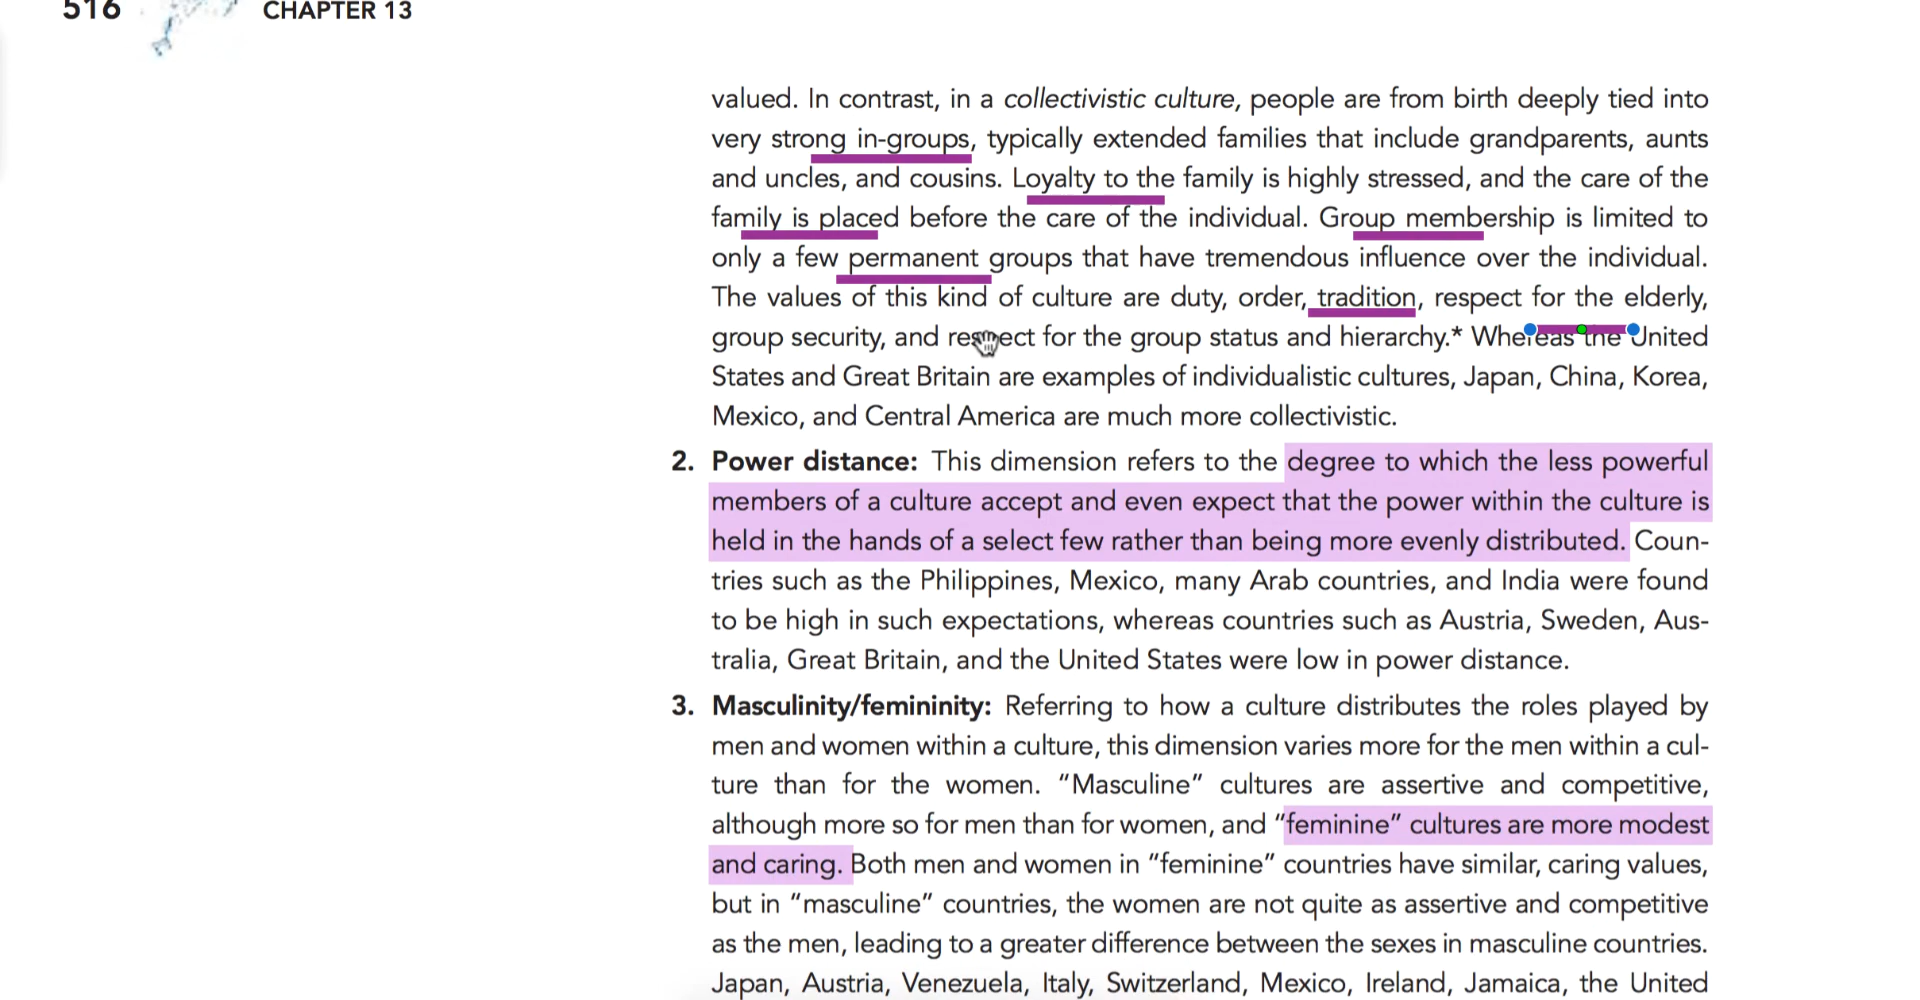 516 CHAPTER 13
valued. In contrast, in a collectivistic culture, people are from birth deeply tied into
very strong in-groups, typically extended families that include grandparents, aunts
and uncles, and cousins. Loyalty to the family is highly stressed, and the care of the
family is placed before the care of the individual. Group membership is limited to
only a few permanent groups that have tremendous influence over the individual.
The values of this kind of culture are duty, order, tradition, respect for the elderly,
group security, and respect for the group status and hierarchy.* Whereas the United
States and Great Britain are examples of individualistic cultures, Japan, China, Korea,
Mexico, and Central America are much more collectivistic.
2. Power distance: This dimension refers to the degree to which the less powerful
members of a culture accept and even expect that the power within the culture is
held in the hands of a select few rather than being more evenly distributed. Coun-
tries such as the Philippines, Mexico, many Arab countries, and India were found
to be high in such expectations, whereas countries such as Austria, Sweden, Aus-
tralia, Great Britain, and the United States were low in power distance.
3. Masculinity/femininity: Referring to how a culture distributes the roles played by
men and women within a culture, this dimension varies more for the men within a cul-
ture than for the women. “Masculine” cultures are assertive and competitive,
although more so for men than for women, and “feminine” cultures are more modest
and caring. Both men and women in “feminine” countries have similar, caring values,
but in “masculine” countries, the women are not quite as assertive and competitive
as the men, leading to a greater difference between the sexes in masculine countries.
Japan, Austria, Venezuela, Italy, Switzerland, Mexico, Ireland, Jamaica, the United